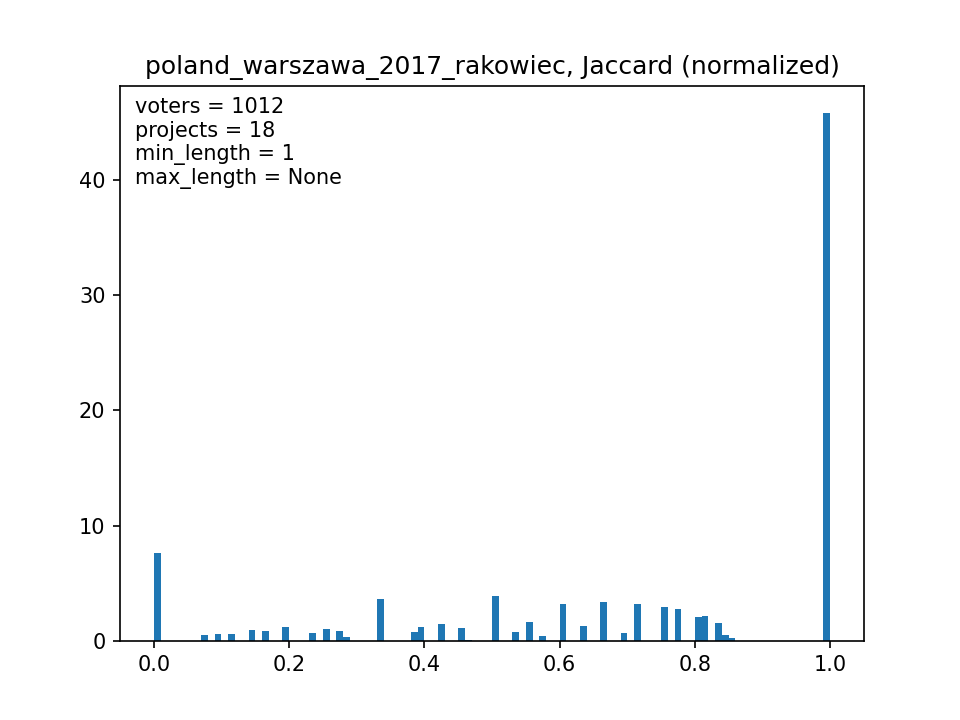 poland_warszawa_2017_rakowiec, Jaccard (normalized)
voters = 1012
projects = 18
min_length = 1
max_length = None
40
30
20
10
0
0.0 0.2 0.4 0.6 0.8 1.0